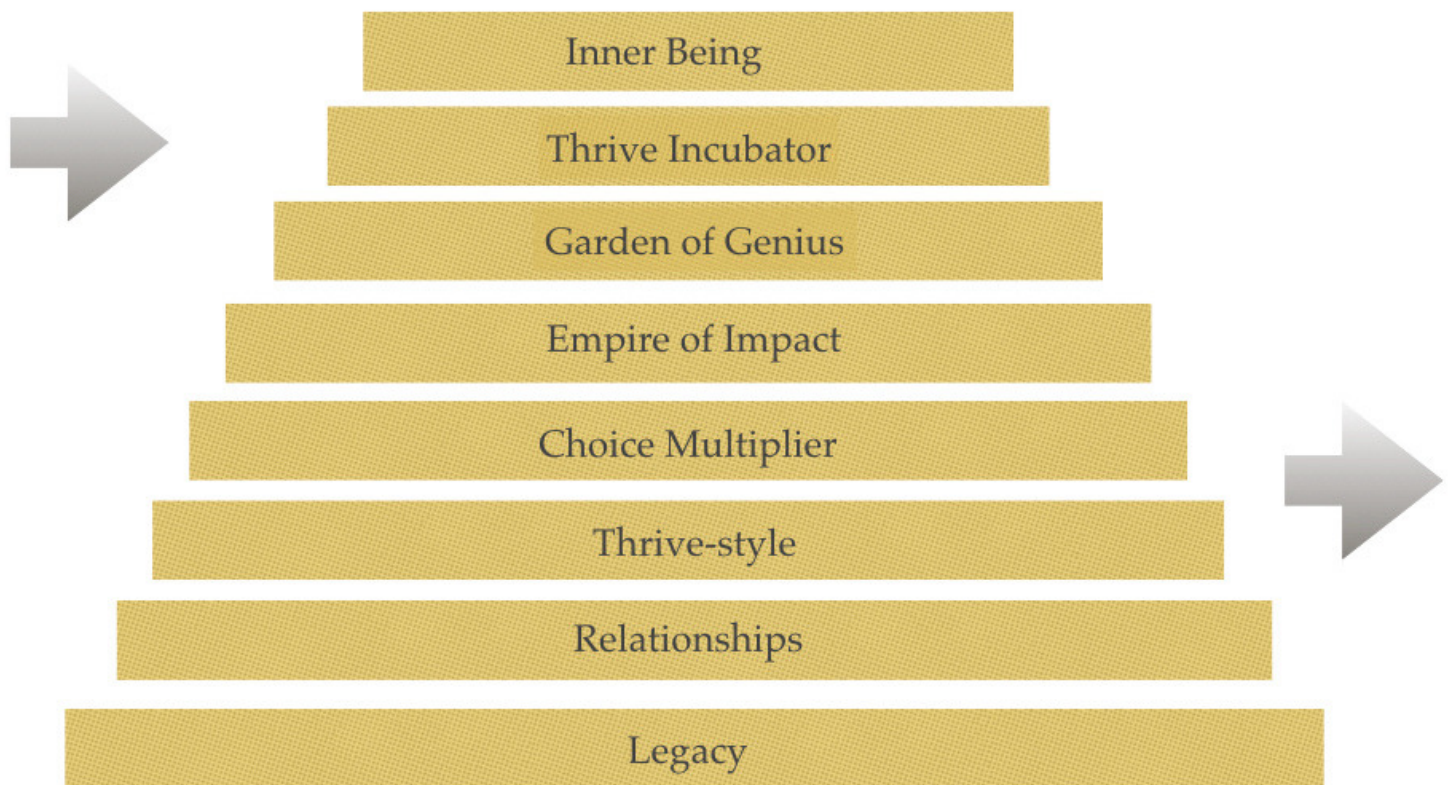 Inner Being
Thrive Incubator
Garden of Genius
Empire of Impact
Choice Multiplier
Thrive-style
Relationships
Legacy